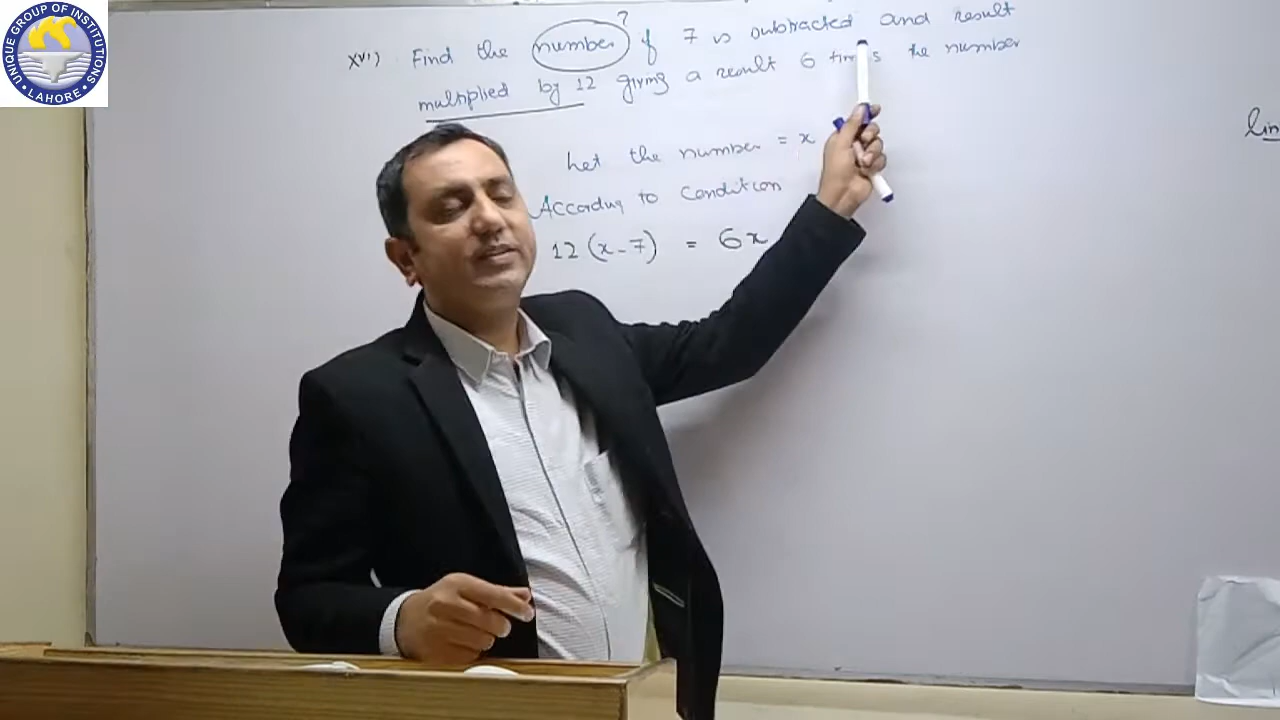 UNIQUE GROUP OF INSTITUTIONS
• LAHORE •
?
xvi) Find the number if 7 is subtracted and result
multiplied by 12 giving a result 6 times the number
Let the number = x
According to Condition
12(x-7) = 6x
lin